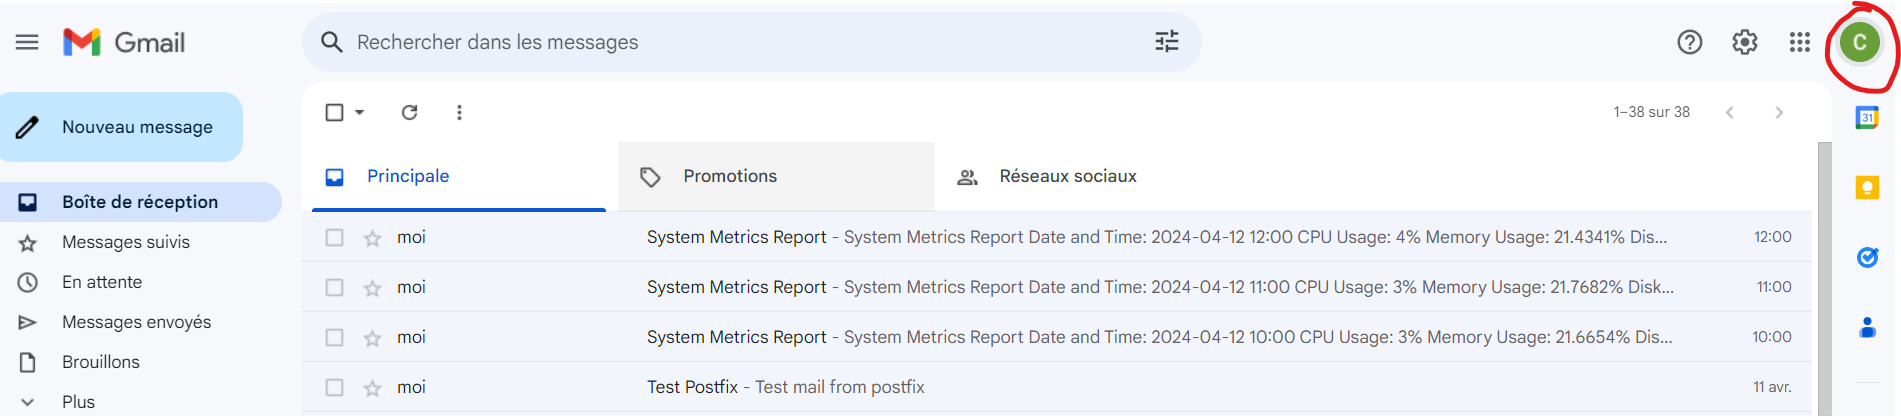 Gmail
Rechercher dans les messages
C
Nouveau message
1–38 sur 38
31
Principale
Promotions
Réseaux sociaux
Boîte de réception
Messages suivis
En attente
Messages envoyés
Brouillons
Plus
moi System Metrics Report - System Metrics Report Date and Time: 2024-04-12 12:00 CPU Usage: 4% Memory Usage: 21.4341% Dis... 12:00
moi System Metrics Report - System Metrics Report Date and Time: 2024-04-12 11:00 CPU Usage: 3% Memory Usage: 21.7682% Disk... 11:00
moi System Metrics Report - System Metrics Report Date and Time: 2024-04-12 10:00 CPU Usage: 3% Memory Usage: 21.6654% Dis... 10:00
moi Test Postfix - Test mail from postfix 11 avr.